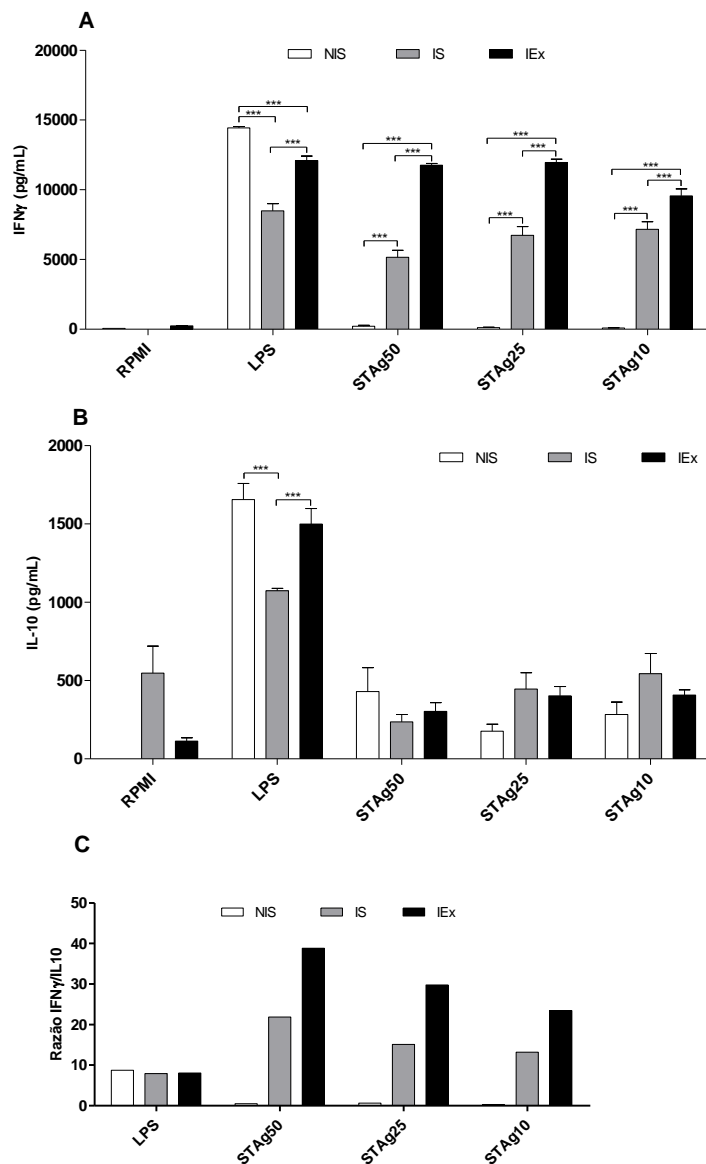 A
NIS IS IEx
20000
15000
10000
5000
0
IFNγ (pg/mL)
*** *** *** *** *** *** *** *** *** *** *** ***
RPMI LPS STAg50 STAg25 STAg10
B
NIS IS IEx
2000
1500
1000
500
0
IL-10 (pg/mL)
*** ***
RPMI LPS STAg50 STAg25 STAg10
C
NIS IS IEx
50
40
30
20
10
0
Razão IFNγ/IL10
LPS STAg50 STAg25 STAg10